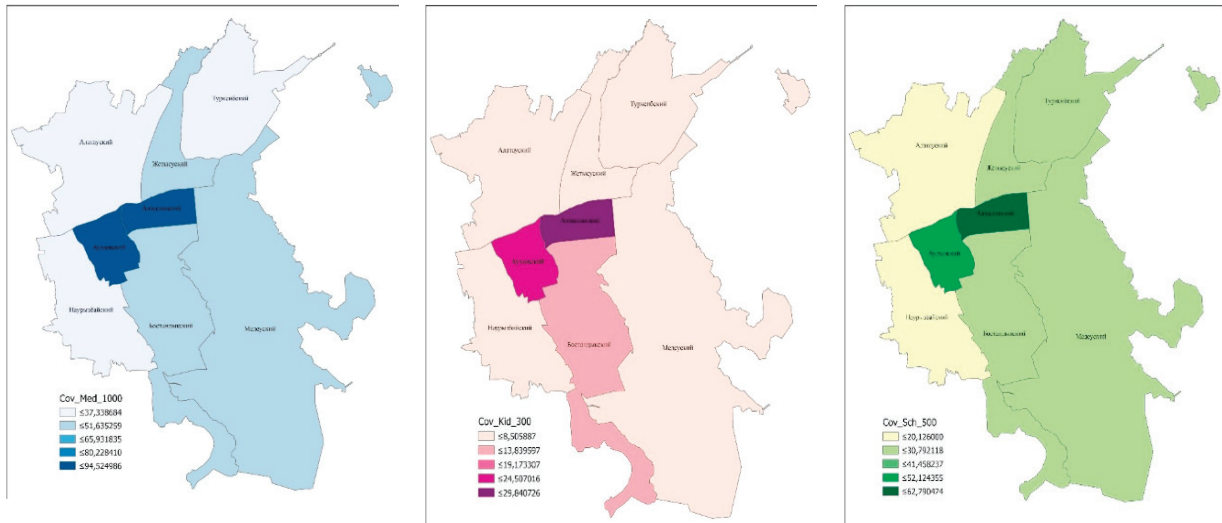 Турксибский
Алатауский
Жетысуский
Алмалинский
Ауэзовский
Наурызбайский
Бостандыкский
Медеуский
Cov_Med_1000
≤37,338684
≤51,635259
≤65,931835
≤80,228410
≤94,524986
Турксибский
Алатауский
Жетысуский
Алмалинский
Ауэзовский
Наурызбайский
Бостандыкский
Медеуский
Cov_Kid_300
≤8,505887
≤13,839597
≤19,173307
≤24,507016
≤29,840726
Турксибский
Алатауский
Жетысуский
Алмалинский
Ауэзовский
Наурызбайский
Бостандыкский
Медеуский
Cov_Sch_500
≤20,126000
≤30,792118
≤41,458237
≤52,124355
≤62,790474